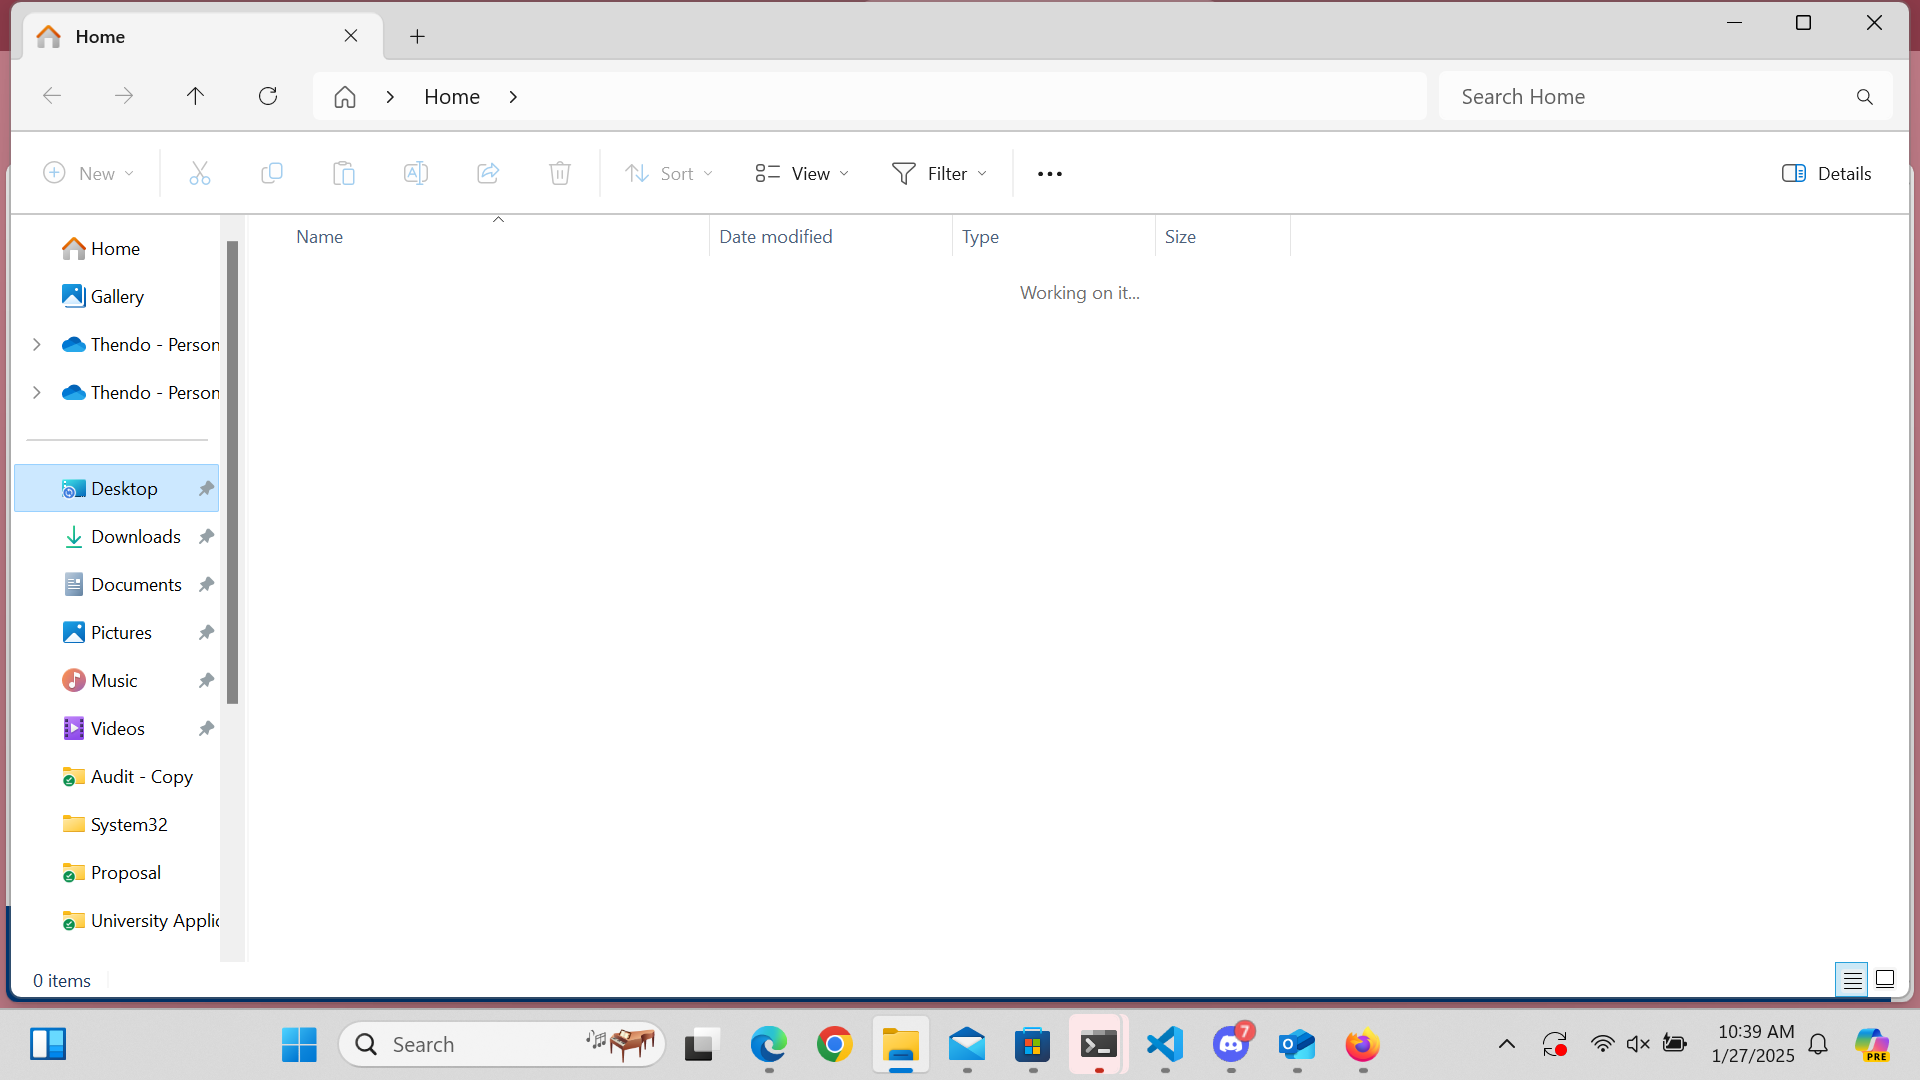 Home
Home
Search Home
New
Sort
View
Filter
Details
Name
Date modified
Type
Size
Working on it...
Home
Gallery
Thendo - Person
Thendo - Person
Desktop
Downloads
Documents
Pictures
Music
Videos
Audit - Copy
System32
Proposal
University Applic
0 items
Search
7
10:39 AM
1/27/2025
PRE